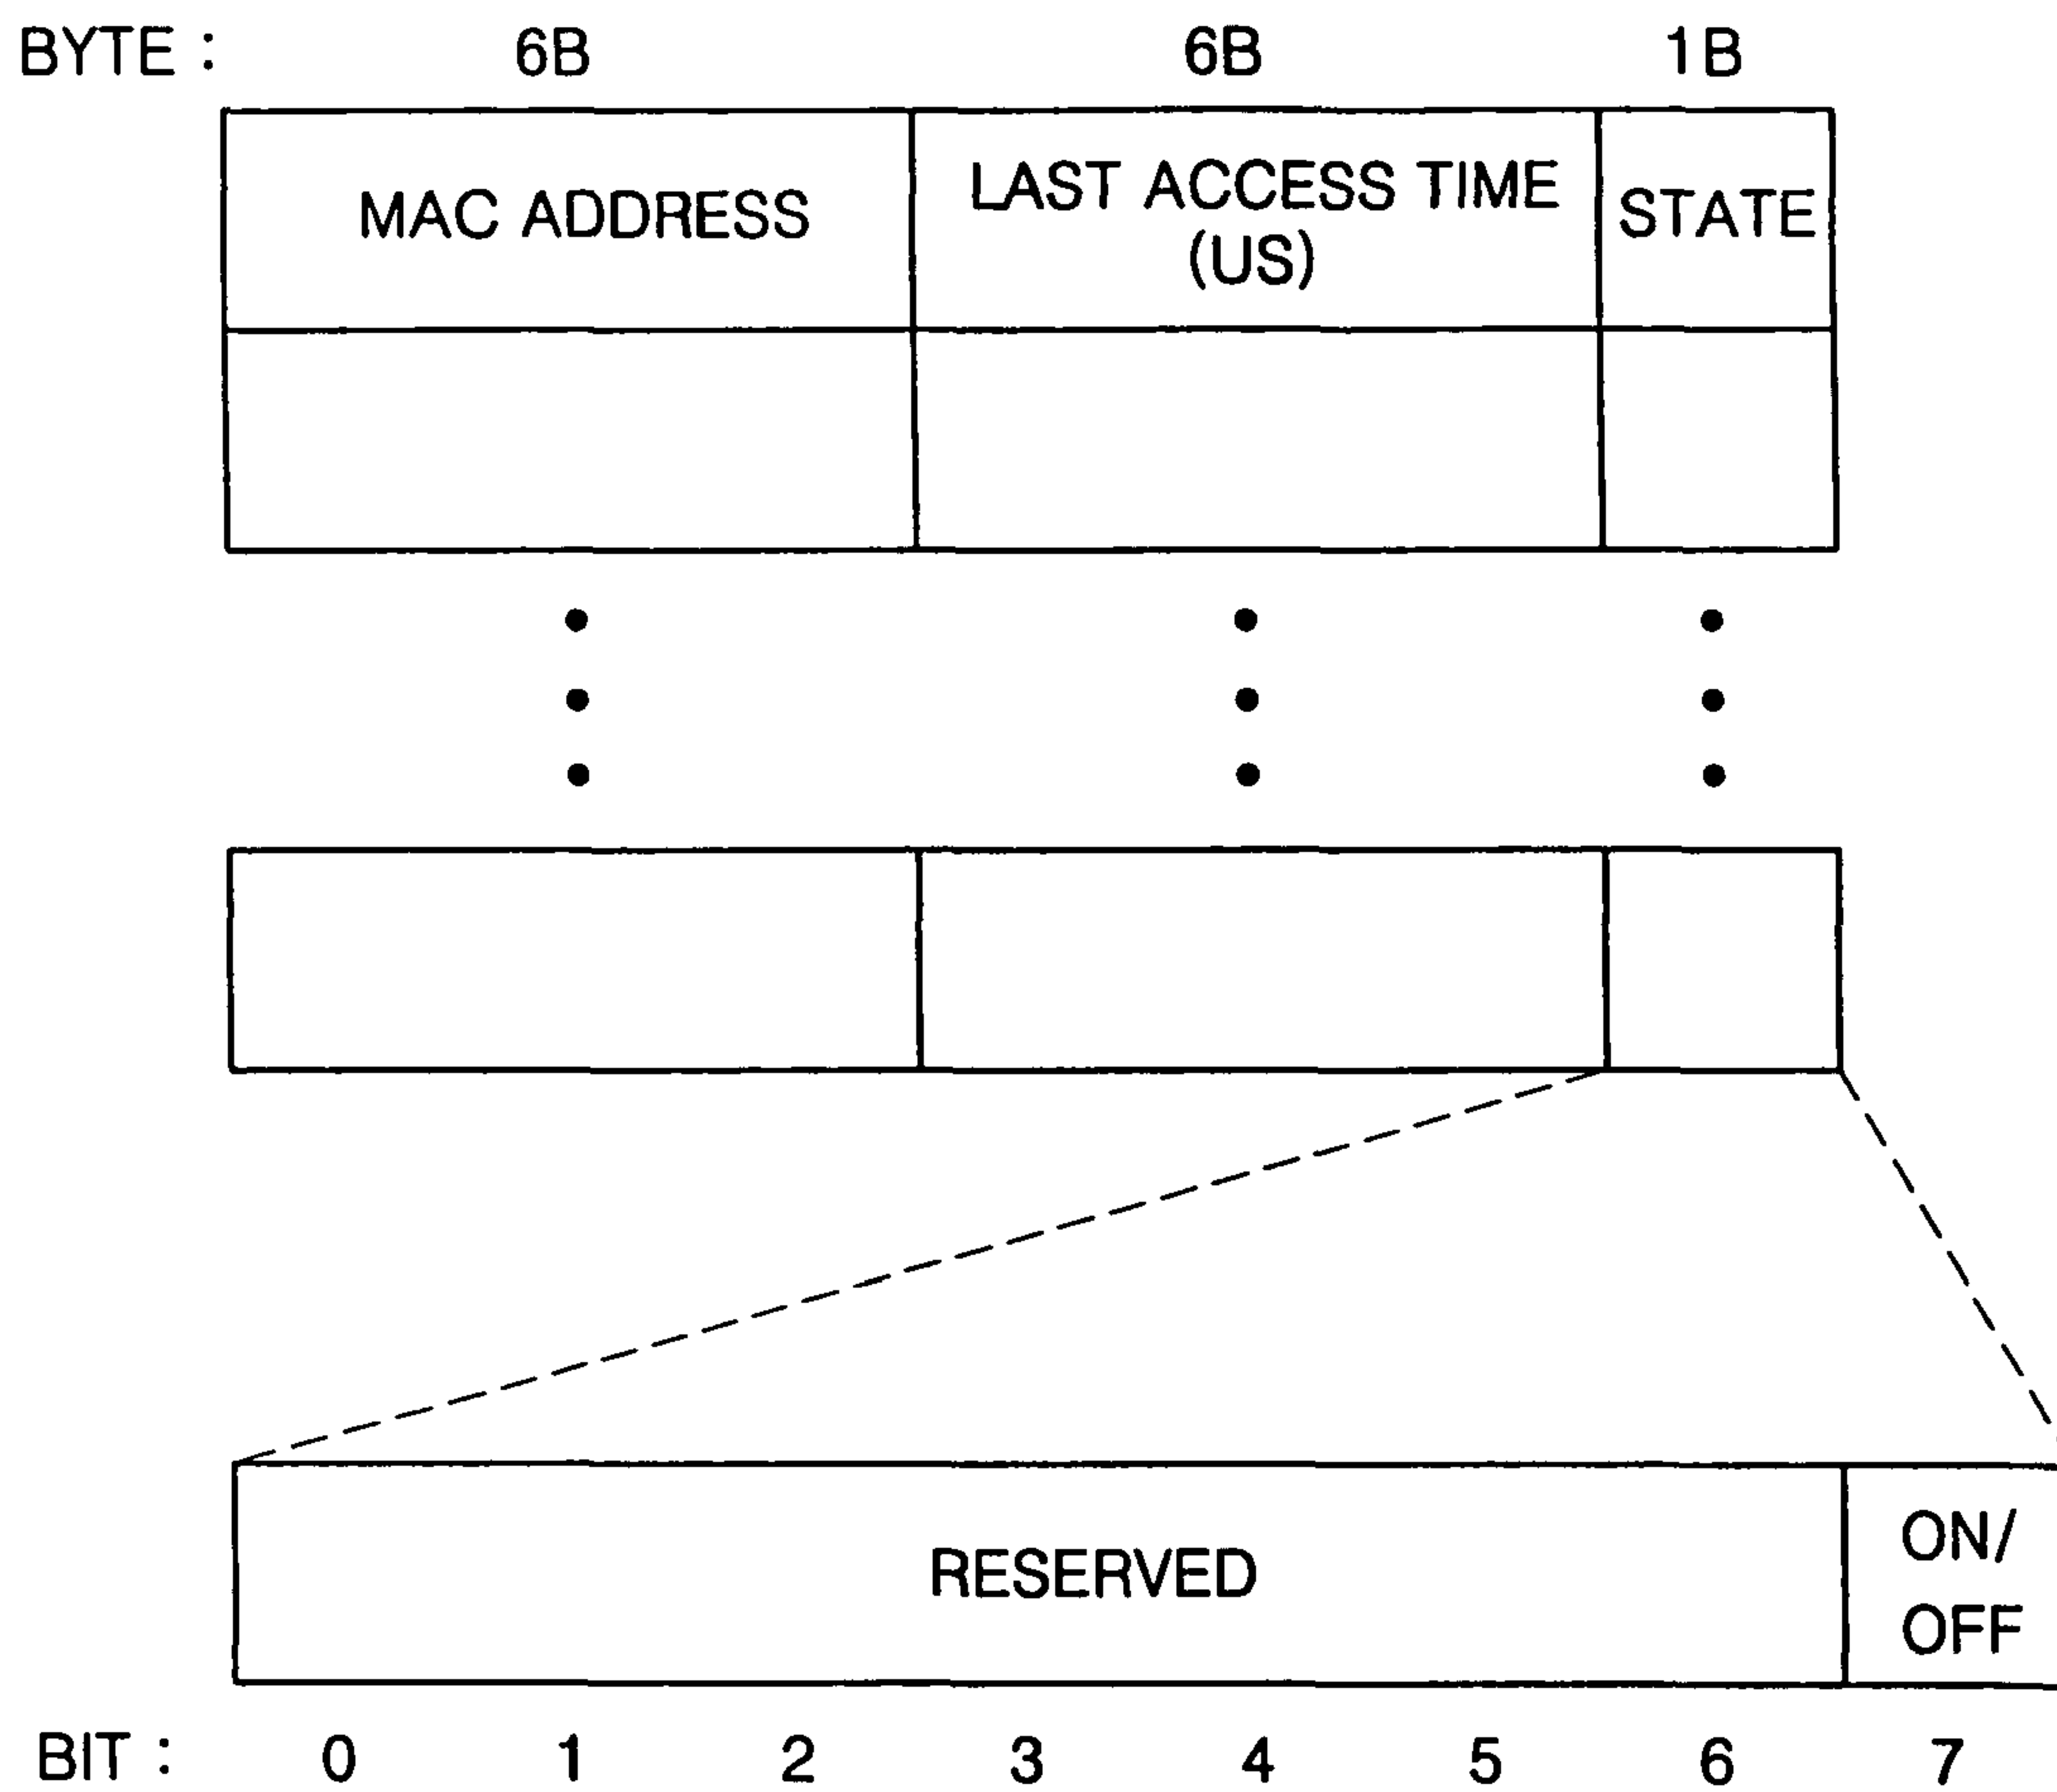 BYTE : 6B 6B 1B
MAC ADDRESS
LAST ACCESS TIME
(US)
STATE
RESERVED
ON/
OFF
BIT : 0 1 2 3 4 5 6 7